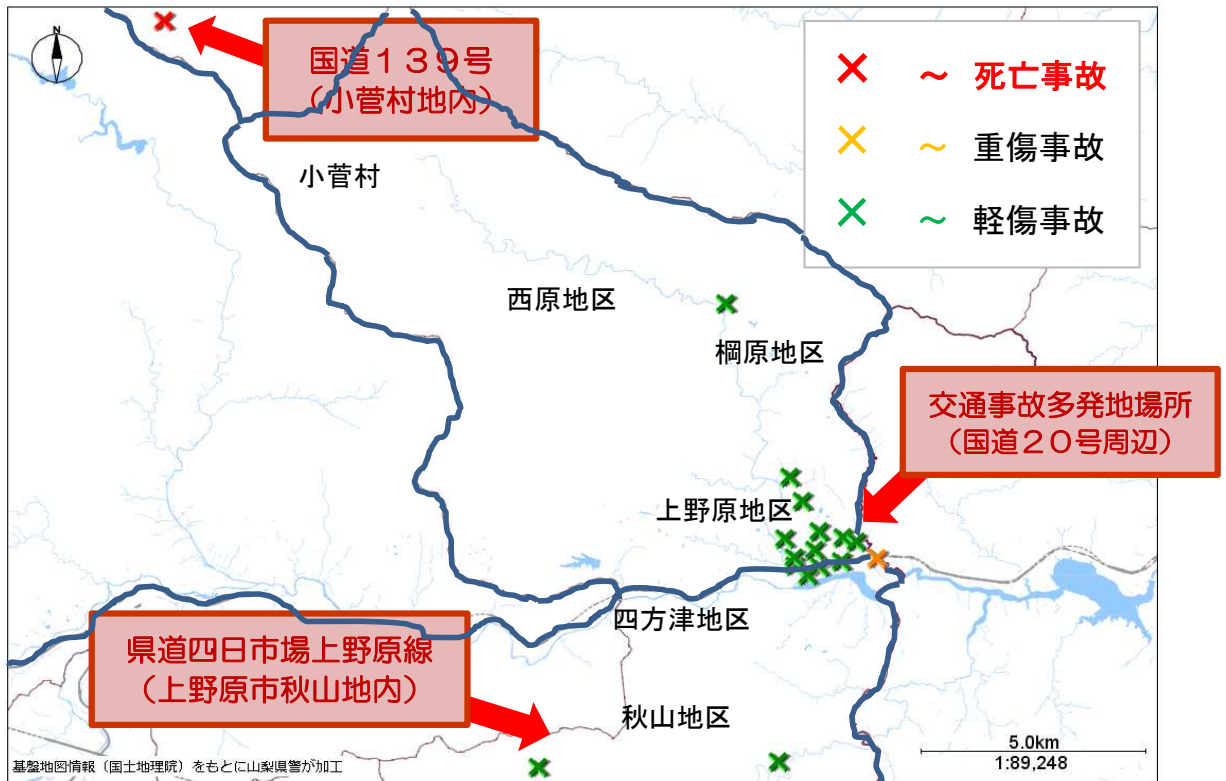 N
国道１３９号
（小菅村地内）
～ 死亡事故
～ 重傷事故
～ 軽傷事故
小菅村
西原地区
棡原地区
交通事故多発地場所
（国道２０号周辺）
上野原地区
四方津地区
県道四日市場上野原線
（上野原市秋山地内）
秋山地区
5.0km
1:89,248
基盤地図情報（国土地理院）をもとに山梨県警が加工